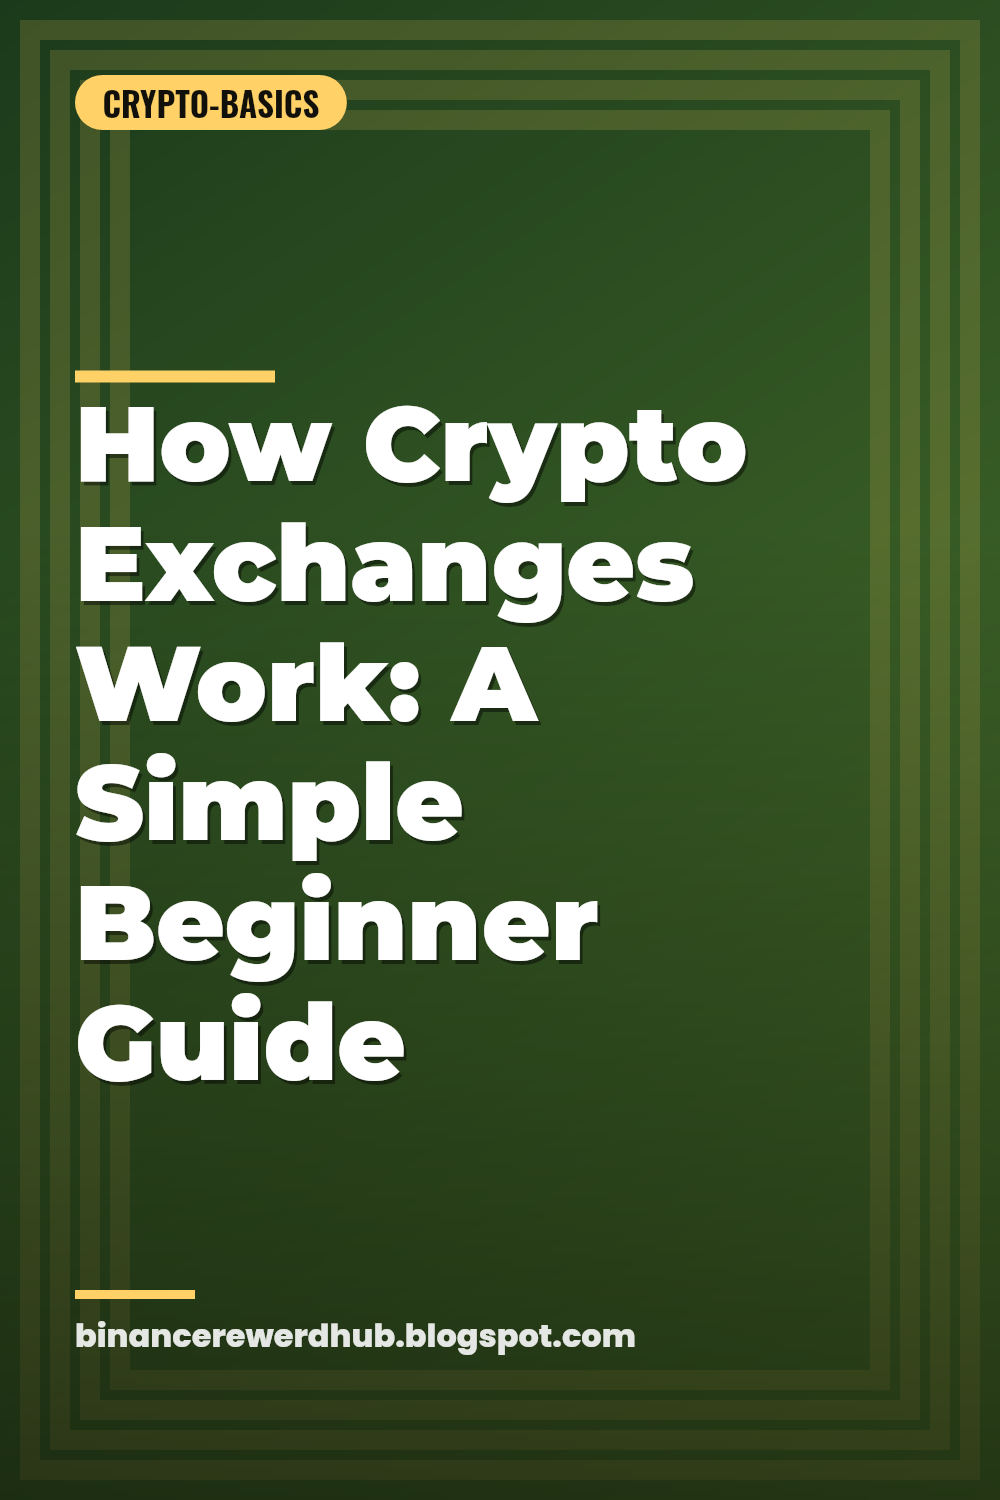 CRYPTO-BASICS
How Crypto
Exchanges
Work: A
Simple
Beginner
Guide
binancerewerdhub.blogspot.com